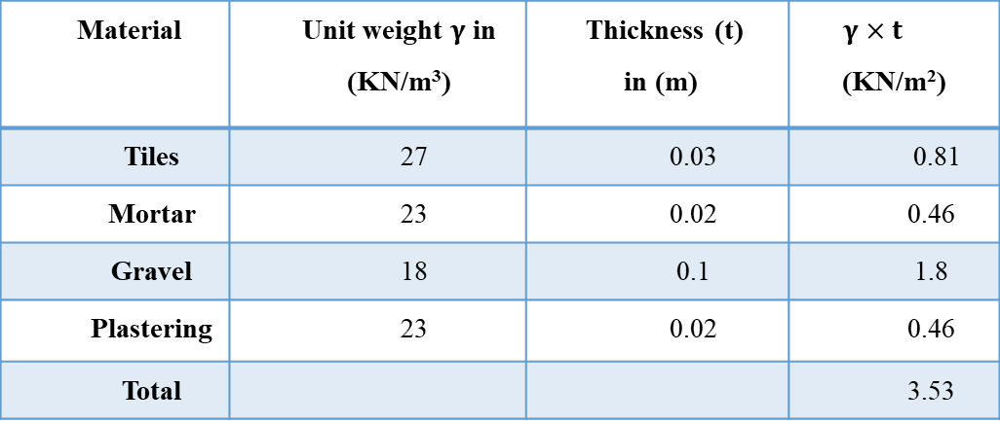 Material Unit weight γ in Thickness (t) γ × t
(KN/m³) in (m) (KN/m²)
Tiles 27 0.03 0.81
Mortar 23 0.02 0.46
Gravel 18 0.1 1.8
Plastering 23 0.02 0.46
Total 3.53